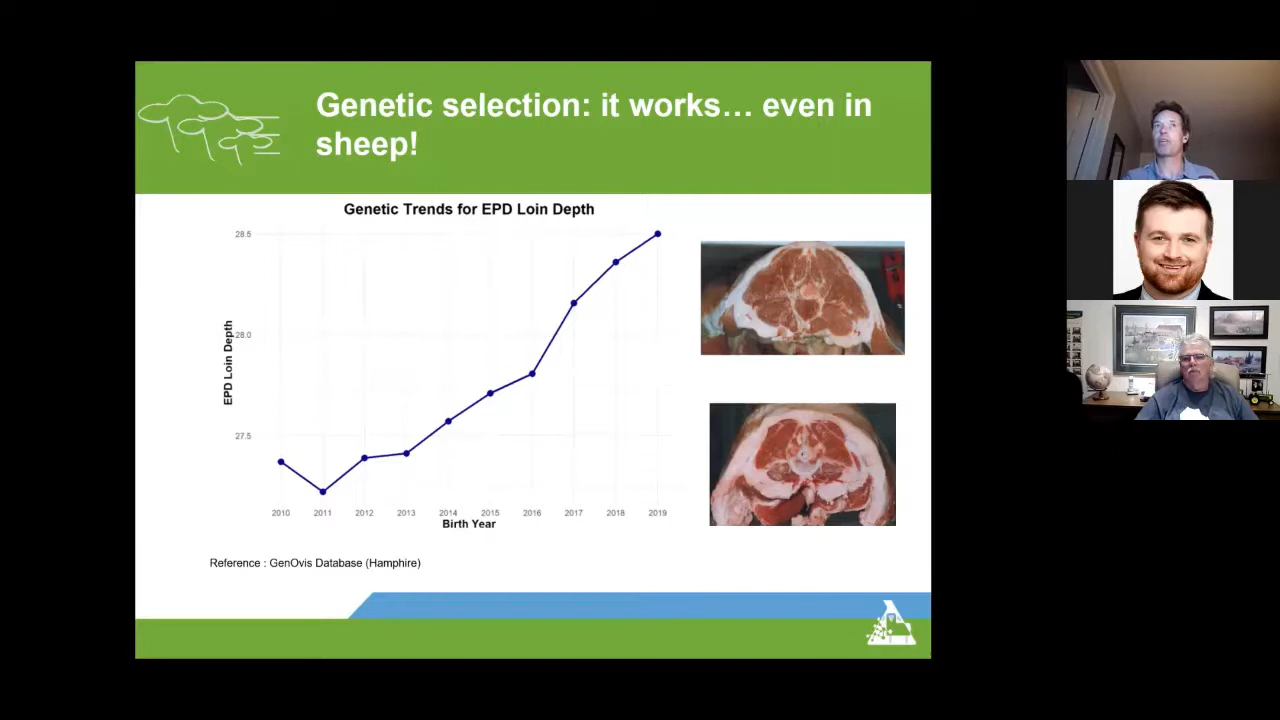 Genetic selection: it works… even in
sheep!
Genetic Trends for EPD Loin Depth
28.5
28.0
27.5
EPD Loin Depth
2010 2011 2012 2013 2014 2015 2016 2017 2018 2019
Birth Year
Reference : GenOvis Database (Hamphire)